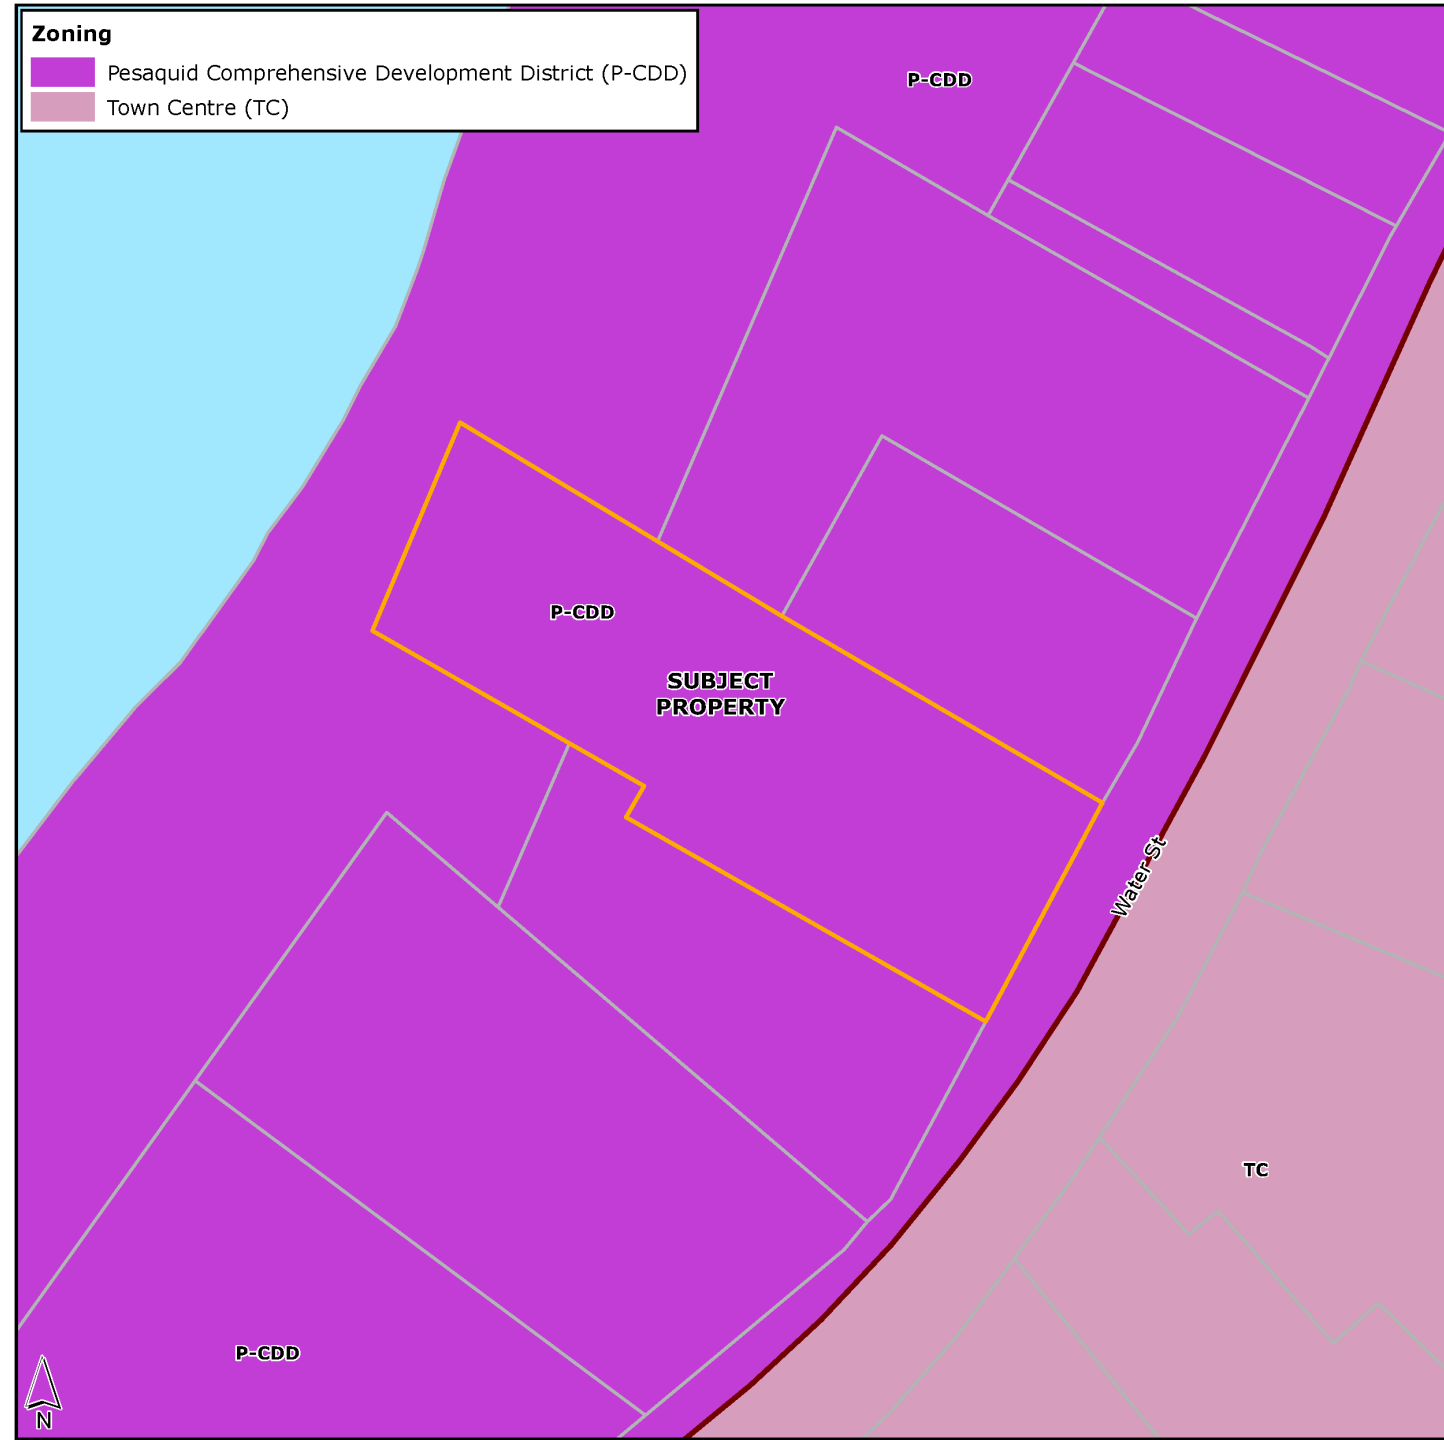 Zoning
Pesaquid Comprehensive Development District (P-CDD)
Town Centre (TC)
P-CDD
P-CDD
SUBJECT
PROPERTY
Water St
TC
P-CDD
N